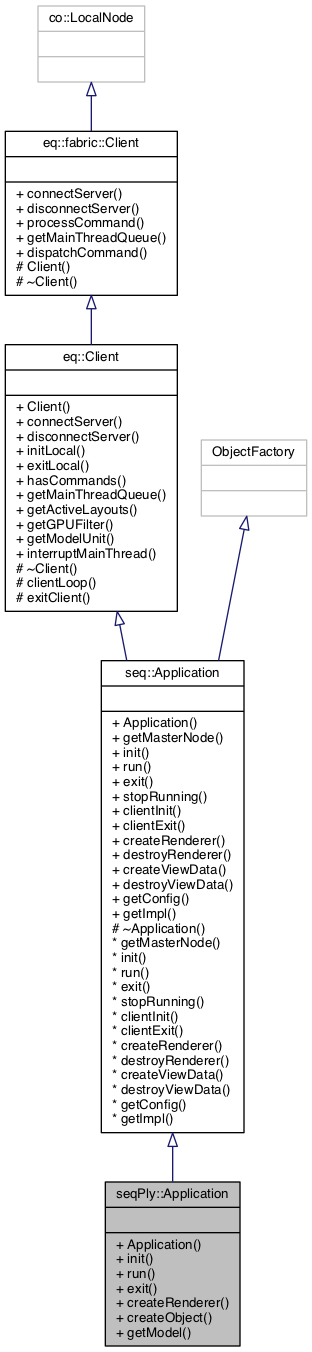 co::LocalNode
eq::fabric::Client
+ connectServer()
+ disconnectServer()
+ processCommand()
+ getMainThreadQueue()
+ dispatchCommand()
# Client()
# ~Client()
eq::Client
+ Client()
+ connectServer()
+ disconnectServer()
+ initLocal()
+ exitLocal()
+ hasCommands()
+ getMainThreadQueue()
+ getActiveLayouts()
+ getGPUFilter()
+ getModelUnit()
+ interruptMainThread()
# ~Client()
# clientLoop()
# exitClient()
ObjectFactory
seq::Application
+ Application()
+ getMasterNode()
+ init()
+ run()
+ exit()
+ stopRunning()
+ clientInit()
+ clientExit()
+ createRenderer()
+ destroyRenderer()
+ createViewData()
+ destroyViewData()
+ getConfig()
+ getImpl()
# ~Application()
* getMasterNode()
* init()
* run()
* exit()
* stopRunning()
* clientInit()
* clientExit()
* createRenderer()
* destroyRenderer()
* createViewData()
* destroyViewData()
* getConfig()
* getImpl()
seqPly::Application
+ Application()
+ init()
+ run()
+ exit()
+ createRenderer()
+ createObject()
+ getModel()